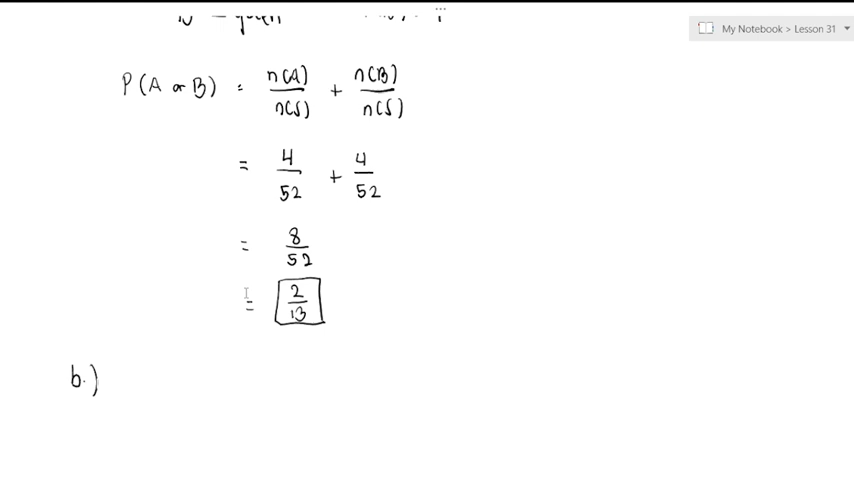 My Notebook > Lesson 31
P(A or B) = n(A)/n(S) + n(B)/n(S)
= 4/52 + 4/52
= 8/52
= 2/13
b.)